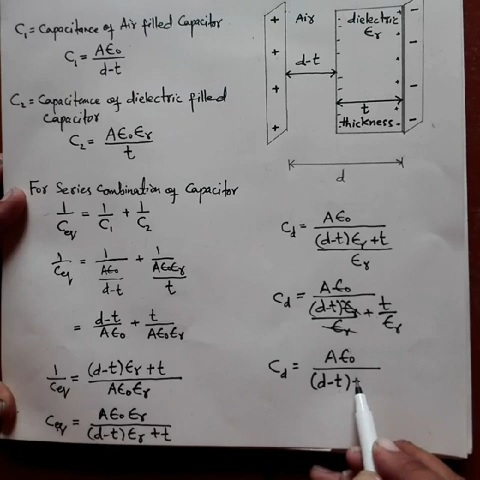 C₁ = Capacitance of Air filled Capacitor
C₁ = Aϵ₀ / d-t
C₂ = Capacitance of dielectric filled
Capacitor
C₂ = Aϵ₀ϵr / t
For Series Combination of Capacitor
1/Ceq = 1/C₁ + 1/C₂
1/Ceq = 1/(Aϵ₀/d-t) + 1/(Aϵ₀ϵr/t)
= d-t/Aϵ₀ + t/Aϵ₀ϵr
1/Ceq = (d-t)ϵr + t / Aϵ₀ϵr
Ceq = Aϵ₀ϵr / (d-t)ϵr + t
+ Air dielectric -
+ ϵr -
d-t
+ t -
+ thickness -
d
Cd = Aϵ₀ / ((d-t)ϵr + t / ϵr)
Cd = Aϵ₀ / ((d-t)ϵr / ϵr + t/ϵr)
Cd = Aϵ₀ / (d-t) +